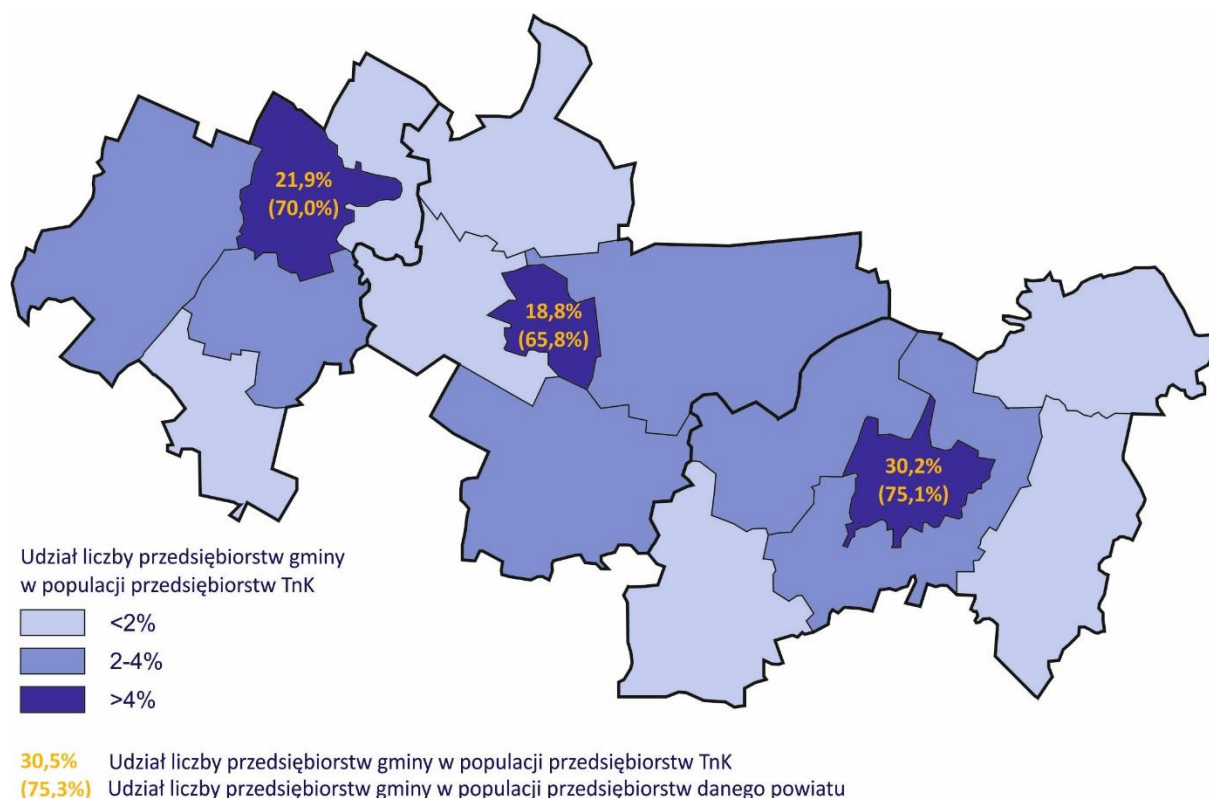 21,9%
(70,0%)
18,8%
(65,8%)
30,2%
(75,1%)
Udział liczby przedsiębiorstw gminy
w populacji przedsiębiorstw TnK
<2%
2-4%
>4%
30,5% Udział liczby przedsiębiorstw gminy w populacji przedsiębiorstw TnK
(75,3%) Udział liczby przedsiębiorstw gminy w populacji przedsiębiorstw danego powiatu